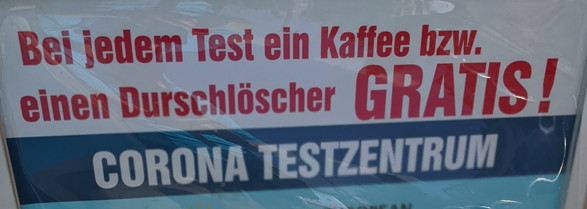 Bei jedem Test ein Kaffee bzw.
einen Durschlöscher GRATIS!
CORONA TESTZENTRUM